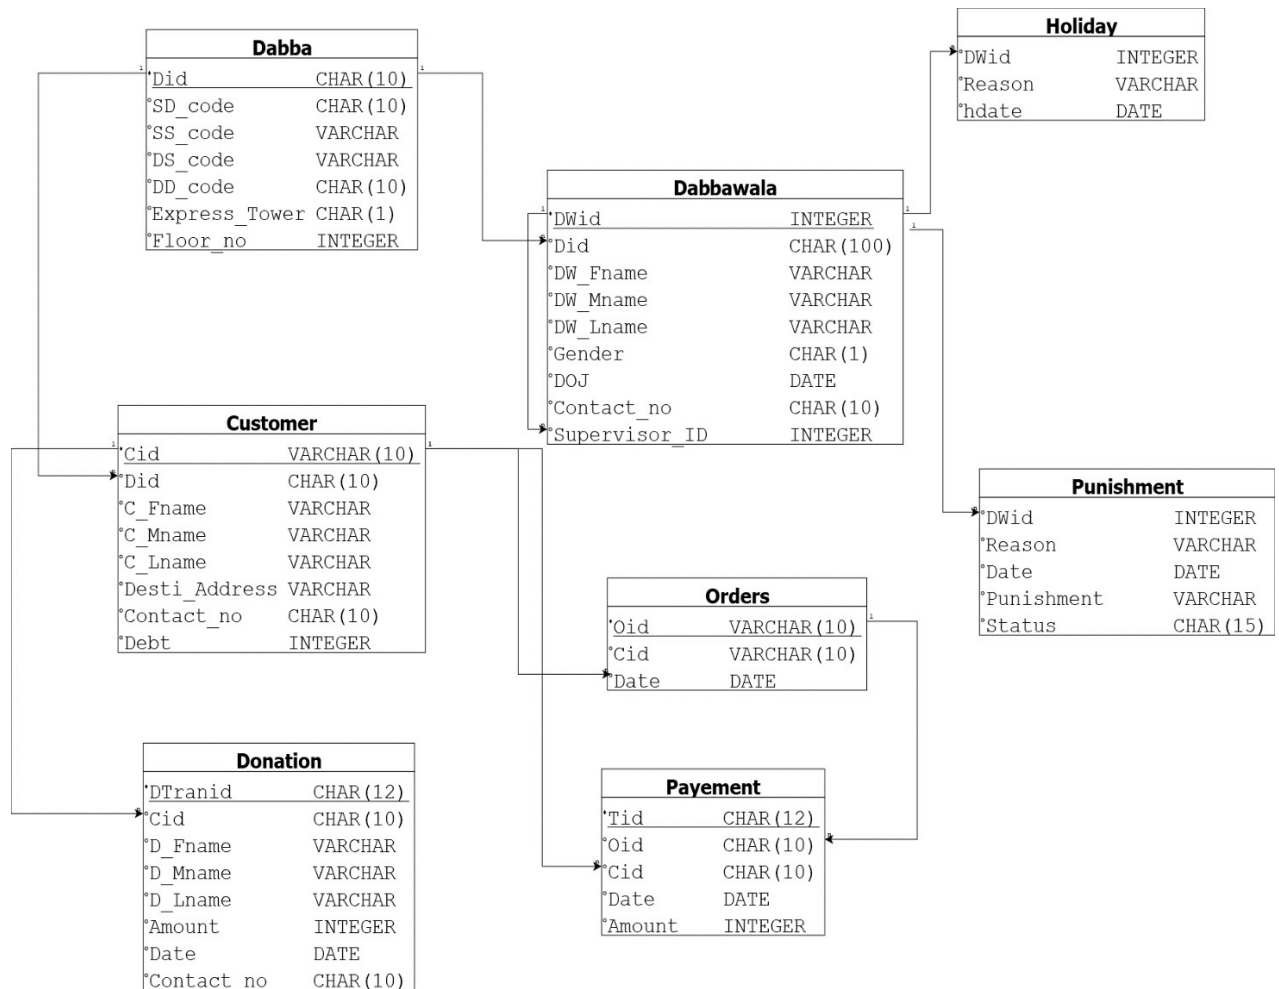 Dabba
Did CHAR(10)
SD_code CHAR(10)
SS_code VARCHAR
DS_code VARCHAR
DD_code CHAR(10)
Express_Tower CHAR(1)
Floor_no INTEGER
Holiday
DWid INTEGER
Reason VARCHAR
hdate DATE
Dabbawala
DWid INTEGER
Did CHAR(100)
DW_Fname VARCHAR
DW_Mname VARCHAR
DW_Lname VARCHAR
Gender CHAR(1)
DOJ DATE
Contact_no CHAR(10)
Supervisor_ID INTEGER
Customer
Cid VARCHAR(10)
Did CHAR(10)
C_Fname VARCHAR
C_Mname VARCHAR
C_Lname VARCHAR
Desti_Address VARCHAR
Contact_no CHAR(10)
Debt INTEGER
Punishment
DWid INTEGER
Reason VARCHAR
Date DATE
Punishment VARCHAR
Status CHAR(15)
Orders
Oid VARCHAR(10)
Cid VARCHAR(10)
Date DATE
Donation
DTranid CHAR(12)
Cid CHAR(10)
D_Fname VARCHAR
D_Mname VARCHAR
D_Lname VARCHAR
Amount INTEGER
Date DATE
Contact_no CHAR(10)
Payement
Tid CHAR(12)
Oid CHAR(10)
Cid CHAR(10)
Date DATE
Amount INTEGER